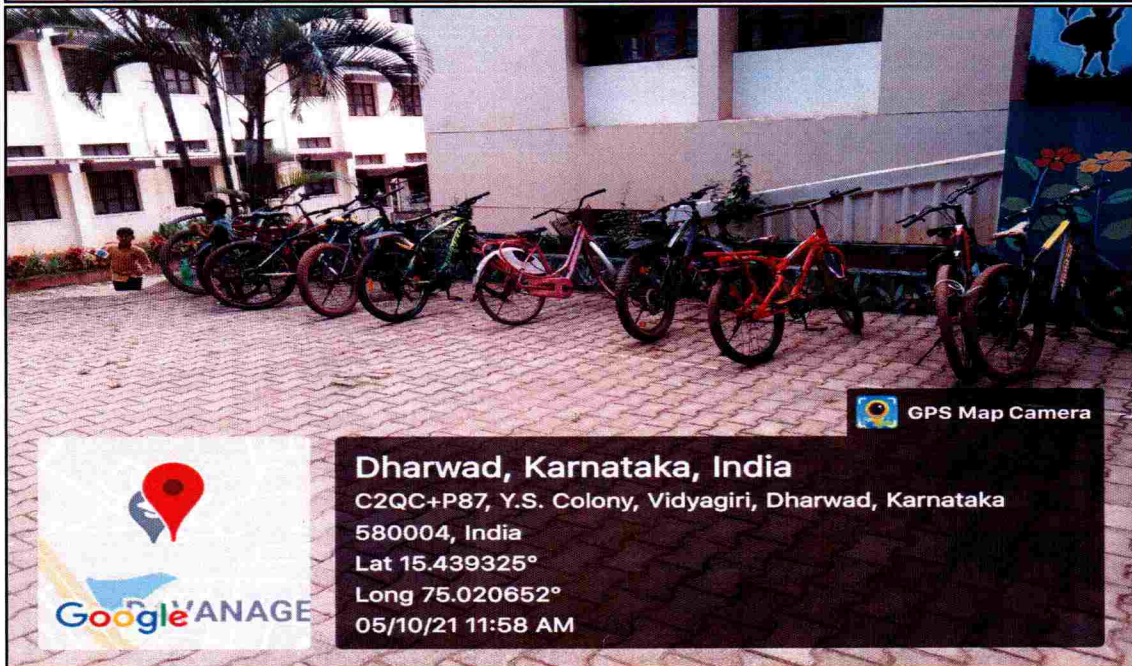 GPS Map Camera
Dharwad, Karnataka, India
C2QC+P87, Y.S. Colony, Vidyagiri, Dharwad, Karnataka
580004, India
Lat 15.439325°
Long 75.020652°
05/10/21 11:58 AM
Google